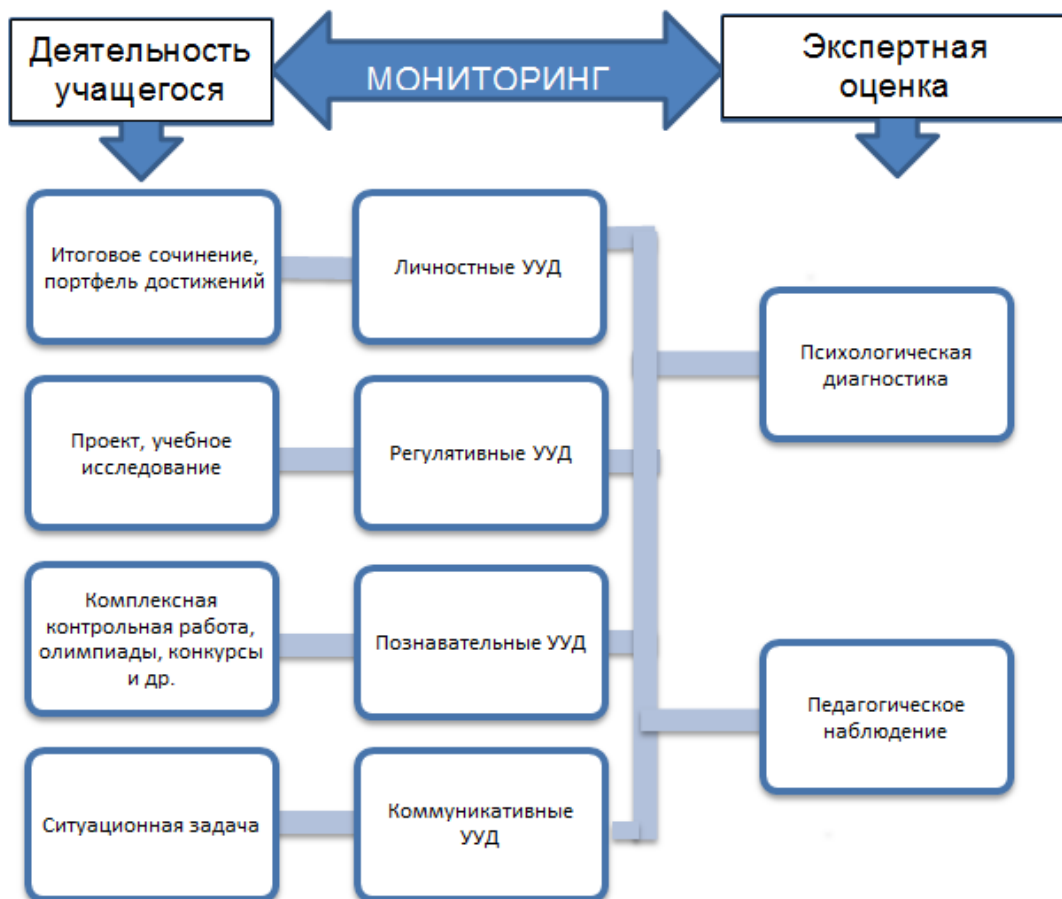 Деятельность
учащегося
МОНИТОРИНГ
Экспертная
оценка
Итоговое сочинение,
портфель достижений
Личностные УУД
Психологическая
диагностика
Проект, учебное
исследование
Регулятивные УУД
Комплексная
контрольная работа,
олимпиады, конкурсы
и др.
Познавательные УУД
Педагогическое
наблюдение
Ситуационная задача
Коммуникативные
УУД